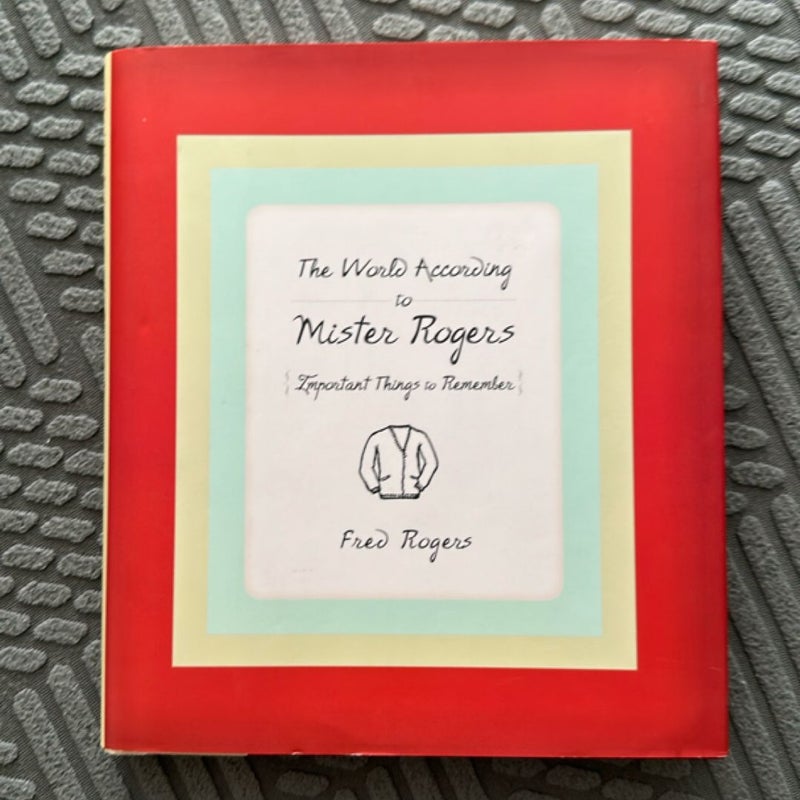 The World According
to
Mister Rogers
{Important Things to Remember}
Fred Rogers